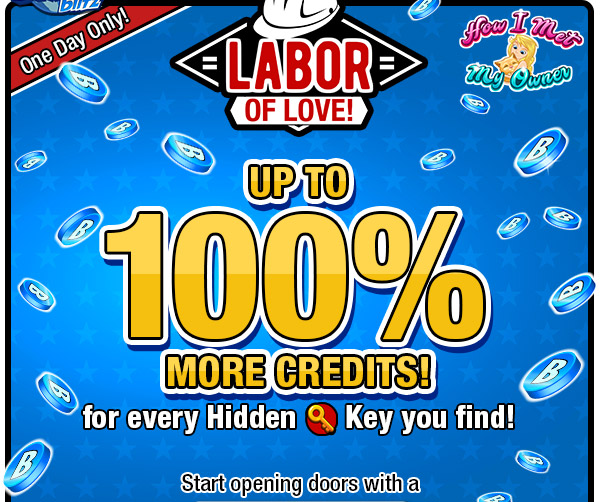 Blitz
One Day Only!
LABOR
OF LOVE!
How I Met
My Owner
UP TO
100%
MORE CREDITS!
for every Hidden Key you find!
Start opening doors with a